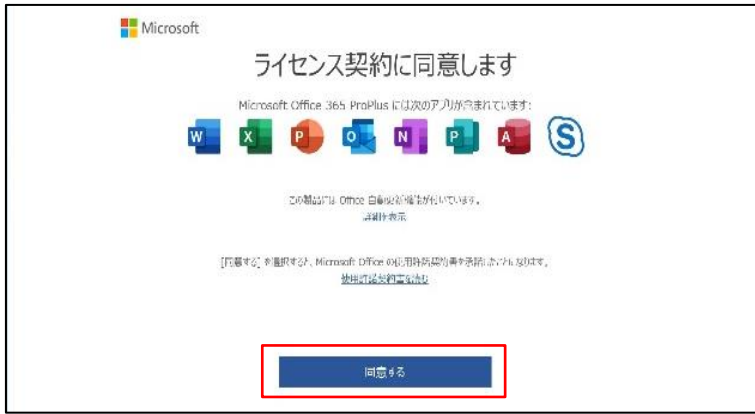 Microsoft
ライセンス契約に同意します
Microsoft Office 365 ProPlus には次のアプリが含まれています:
W X P O N P A S
この製品には Office 自動更新機能が付いています。
詳細を表示
[同意する] を選択すると、Microsoft Office の使用許諾契約書を承諾したことになります。
使用許諾契約書を読む
同意する